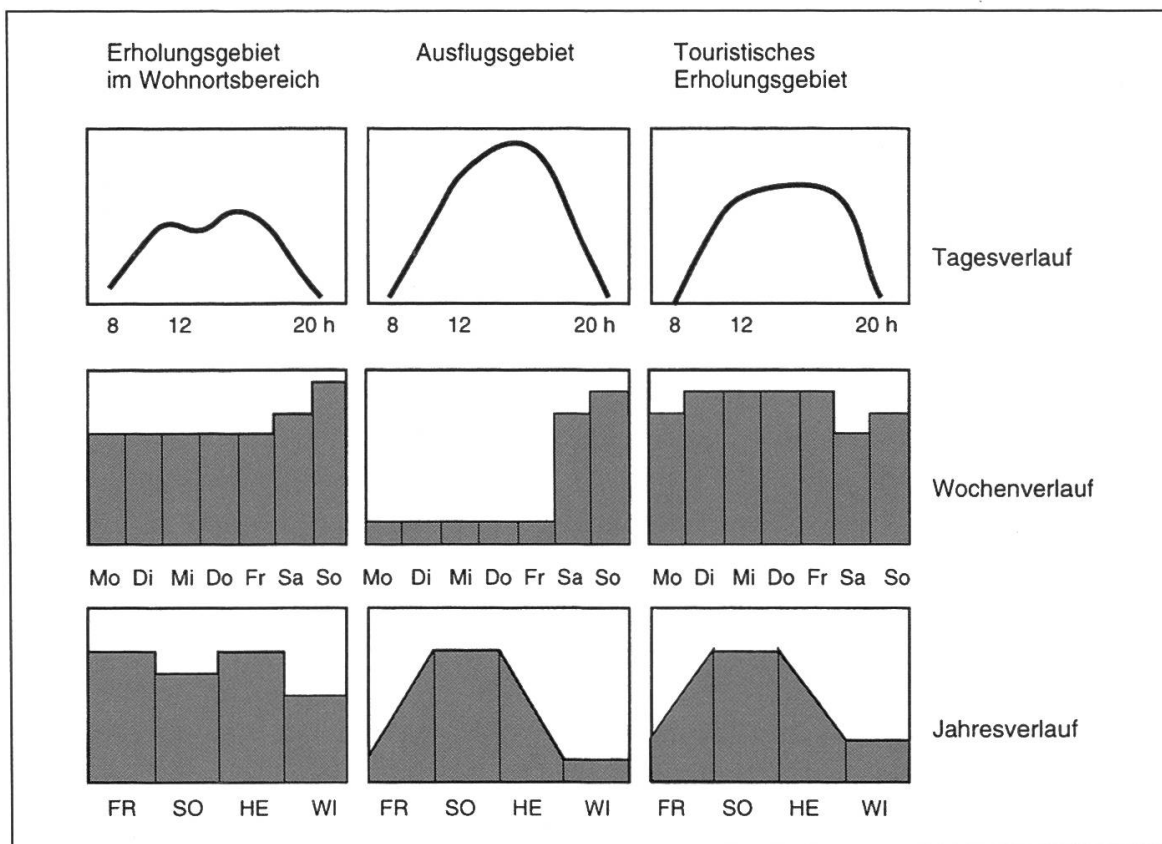 Erholungsgebiet
im Wohnortsbereich
Ausflugsgebiet
Touristisches
Erholungsgebiet
8 12 20 h
8 12 20 h
8 12 20 h
Tagesverlauf
Mo Di Mi Do Fr Sa So
Mo Di Mi Do Fr Sa So
Mo Di Mi Do Fr Sa So
Wochenverlauf
FR SO HE WI
FR SO HE WI
FR SO HE WI
Jahresverlauf